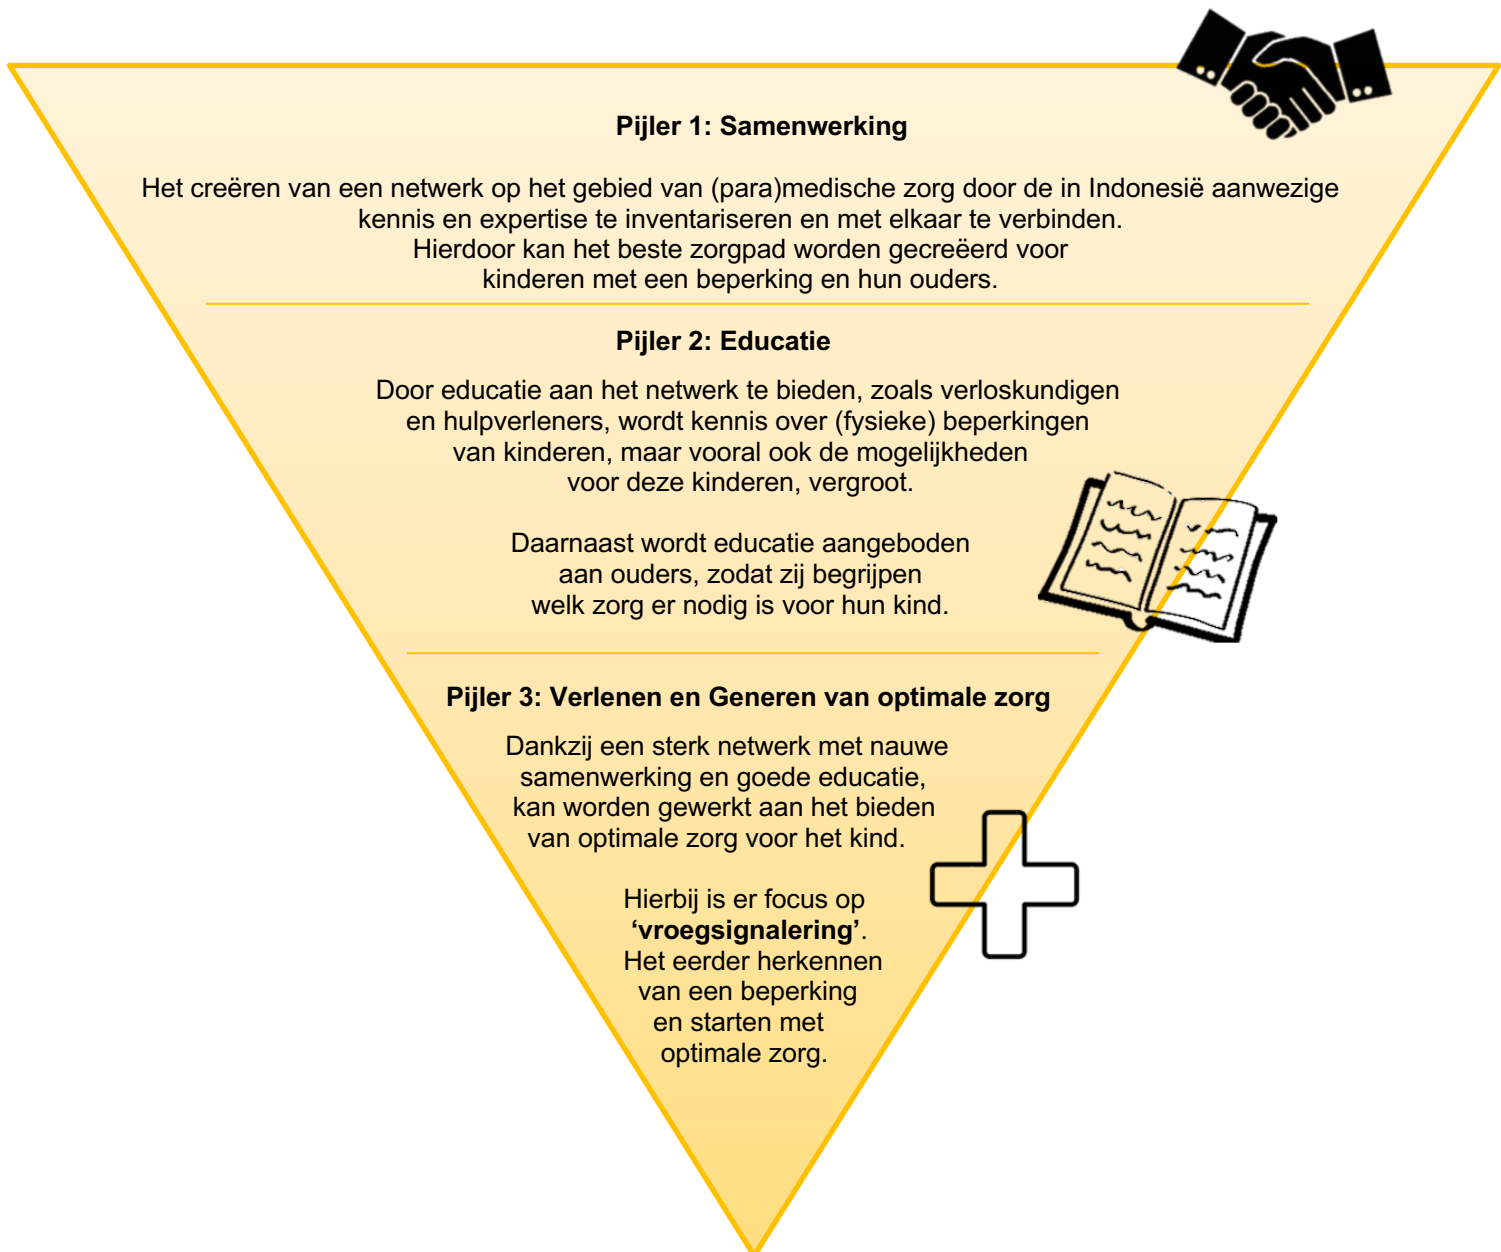 Pijler 1: Samenwerking
Het creëren van een netwerk op het gebied van (para)medische zorg door de in Indonesië aanwezige
kennis en expertise te inventariseren en met elkaar te verbinden.
Hierdoor kan het beste zorgpad worden gecreëerd voor
kinderen met een beperking en hun ouders.
Pijler 2: Educatie
Door educatie aan het netwerk te bieden, zoals verloskundigen
en hulpverleners, wordt kennis over (fysieke) beperkingen
van kinderen, maar vooral ook de mogelijkheden
voor deze kinderen, vergroot.
Daarnaast wordt educatie aangeboden
aan ouders, zodat zij begrijpen
welk zorg er nodig is voor hun kind.
Pijler 3: Verlenen en Generen van optimale zorg
Dankzij een sterk netwerk met nauwe
samenwerking en goede educatie,
kan worden gewerkt aan het bieden
van optimale zorg voor het kind.
Hierbij is er focus op
‘vroegsignalering’.
Het eerder herkennen
van een beperking
en starten met
optimale zorg.